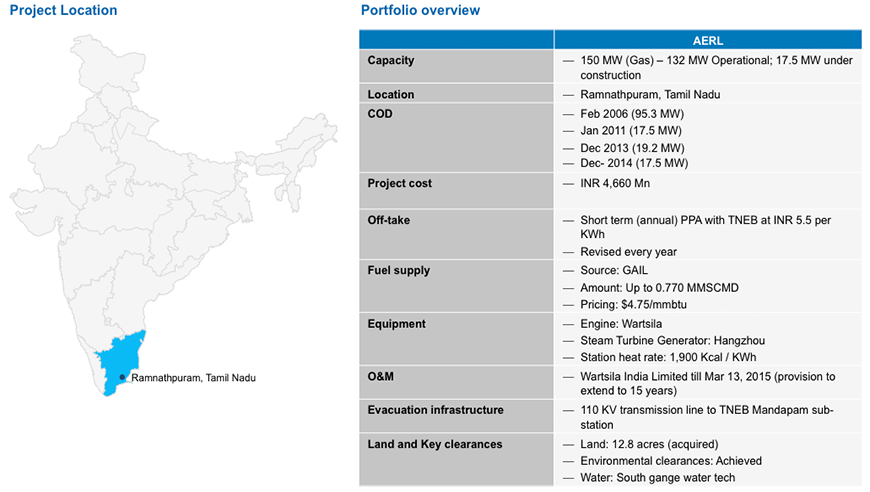 Project Location
Ramnathpuram, Tamil Nadu
Portfolio overview
AERL
Capacity
— 150 MW (Gas) – 132 MW Operational; 17.5 MW under
construction
Location
— Ramnathpuram, Tamil Nadu
COD
— Feb 2006 (95.3 MW)
— Jan 2011 (17.5 MW)
— Dec 2013 (19.2 MW)
— Dec- 2014 (17.5 MW)
Project cost
— INR 4,660 Mn
Off-take
— Short term (annual) PPA with TNEB at INR 5.5 per
KWh
— Revised every year
Fuel supply
— Source: GAIL
— Amount: Up to 0.770 MMSCMD
— Pricing: $4.75/mmbtu
Equipment
— Engine: Wartsila
— Steam Turbine Generator: Hangzhou
— Station heat rate: 1,900 Kcal / KWh
O&M
— Wartsila India Limited till Mar 13, 2015 (provision to
extend to 15 years)
Evacuation infrastructure
— 110 KV transmission line to TNEB Mandapam sub-
station
Land and Key clearances
— Land: 12.8 acres (acquired)
— Environmental clearances: Achieved
— Water: South gange water tech